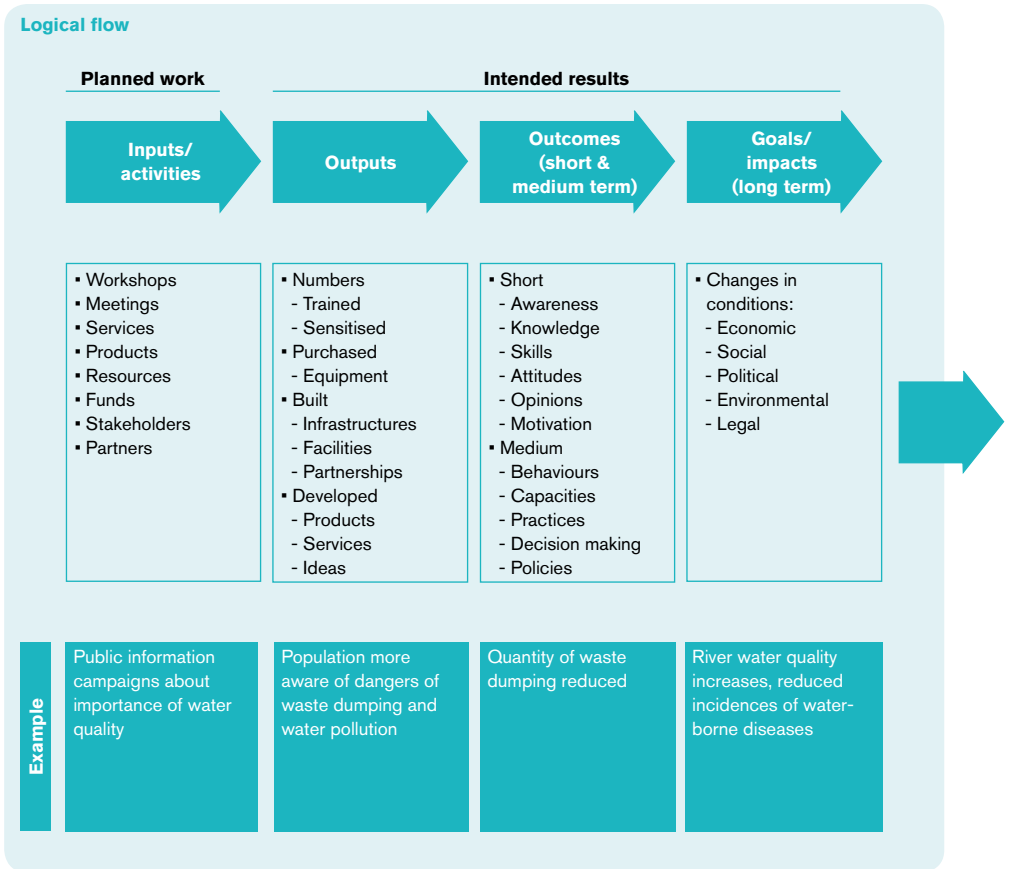 Logical flow
Planned work
Intended results
Inputs/
activities
Outputs
Outcomes
(short &
medium term)
Goals/
impacts
(long term)
▪ Workshops
▪ Meetings
▪ Services
▪ Products
▪ Resources
▪ Funds
▪ Stakeholders
▪ Partners
▪ Numbers
- Trained
- Sensitised
▪ Purchased
- Equipment
▪ Built
- Infrastructures
- Facilities
- Partnerships
▪ Developed
- Products
- Services
- Ideas
▪ Short
- Awareness
- Knowledge
- Skills
- Attitudes
- Opinions
- Motivation
▪ Medium
- Behaviours
- Capacities
- Practices
- Decision making
- Policies
▪ Changes in
conditions:
- Economic
- Social
- Political
- Environmental
- Legal
Example
Public information
campaigns about
importance of water
quality
Population more
aware of dangers of
waste dumping and
water pollution
Quantity of waste
dumping reduced
River water quality
increases, reduced
incidences of water-
borne diseases